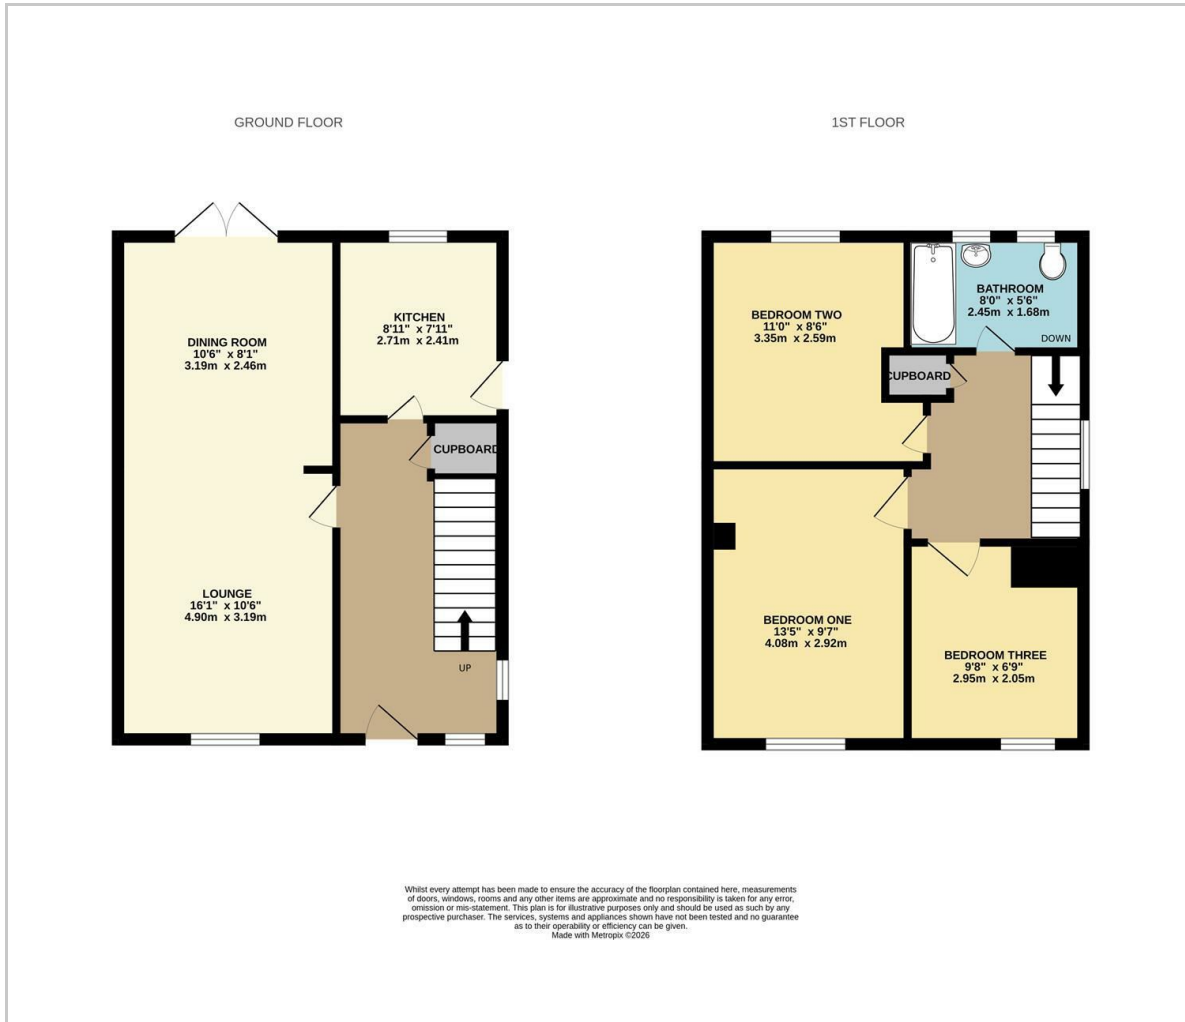 GROUND FLOOR
DINING ROOM
10'6" x 8'1"
3.19m x 2.46m
KITCHEN
8'11" x 7'11"
2.71m x 2.41m
CUPBOARD
LOUNGE
16'1" x 10'6"
4.90m x 3.19m
UP
1ST FLOOR
BEDROOM TWO
11'0" x 8'6"
3.35m x 2.59m
BATHROOM
8'0" x 5'6"
2.45m x 1.68m
DOWN
CUPBOARD
BEDROOM ONE
13'5" x 9'7"
4.08m x 2.92m
BEDROOM THREE
9'8" x 6'9"
2.95m x 2.05m
Whilst every attempt has been made to ensure the accuracy of the floorplan contained here, measurements
of doors, windows, rooms and any other items are approximate and no responsibility is taken for any error,
omission or mis-statement. This plan is for illustrative purposes only and should be used as such by any
prospective purchaser. The services, systems and appliances shown have not been tested and no guarantee
as to their operability or efficiency can be given.
Made with Metropix ©2026